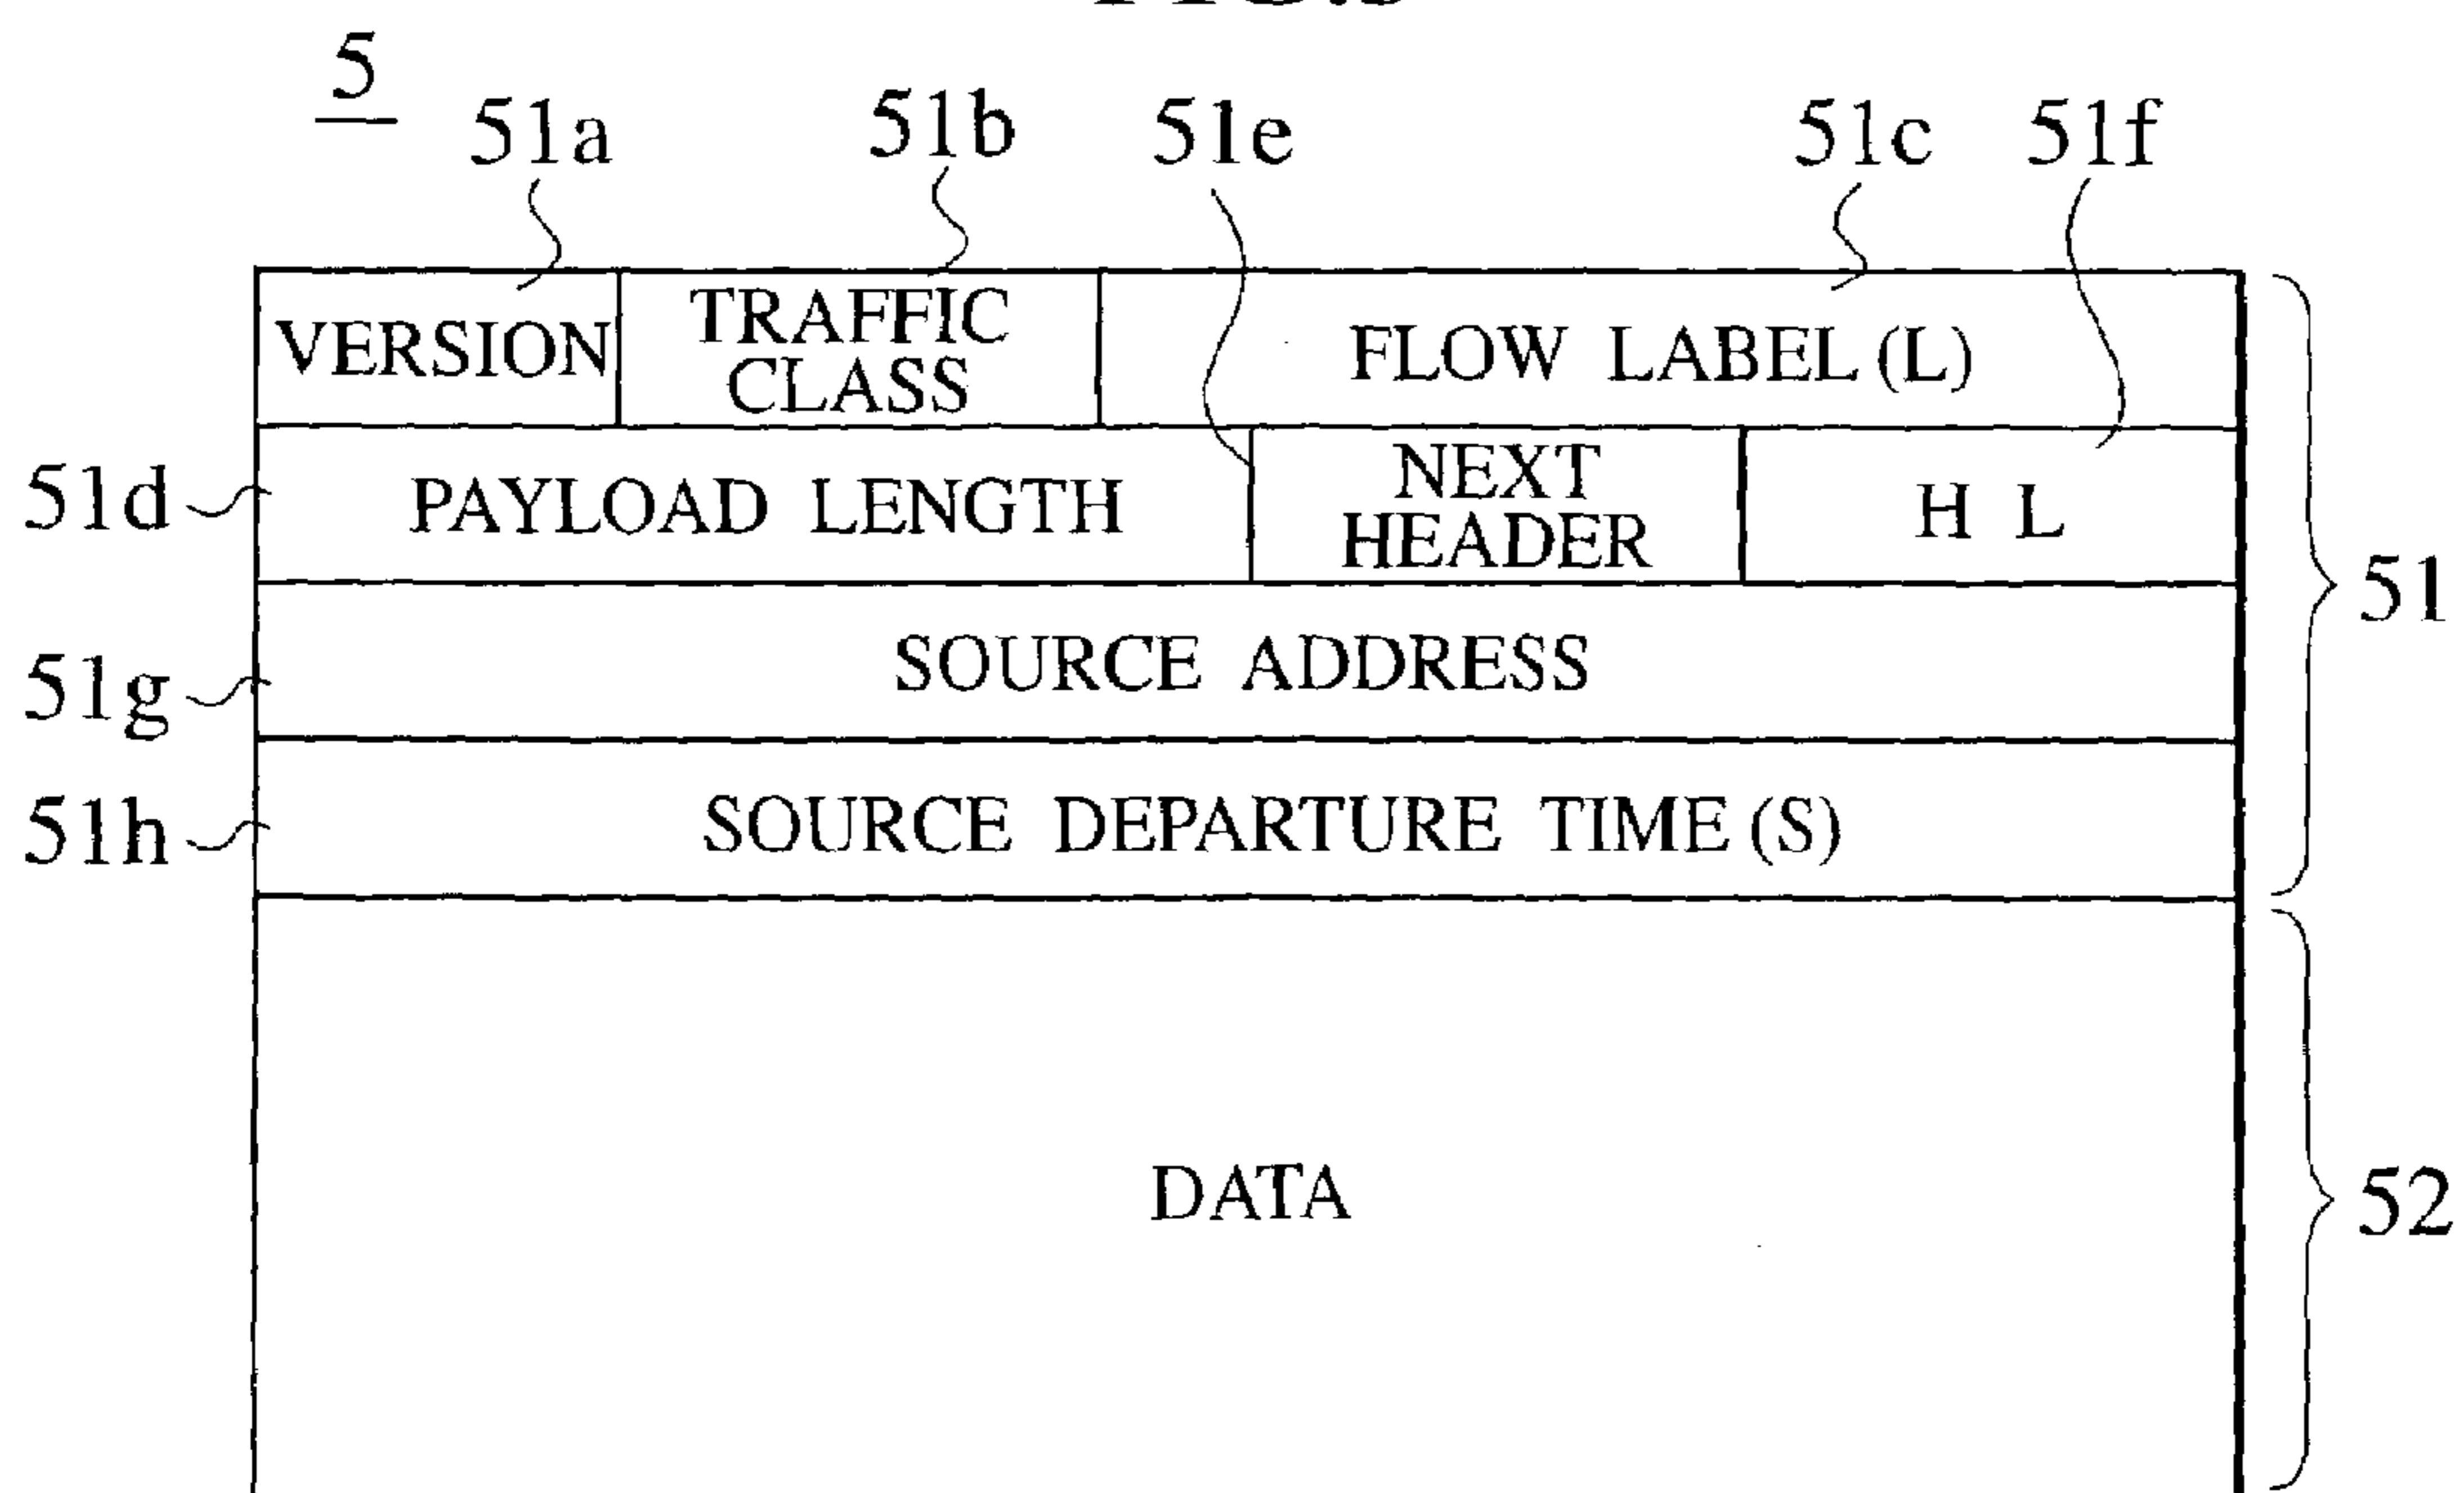 5
51a 51b 51e 51c 51f
VERSION
TRAFFIC
CLASS
FLOW LABEL (L)
51d
PAYLOAD LENGTH
NEXT
HEADER
H L
51
51g
SOURCE ADDRESS
51h
SOURCE DEPARTURE TIME (S)
DATA
52